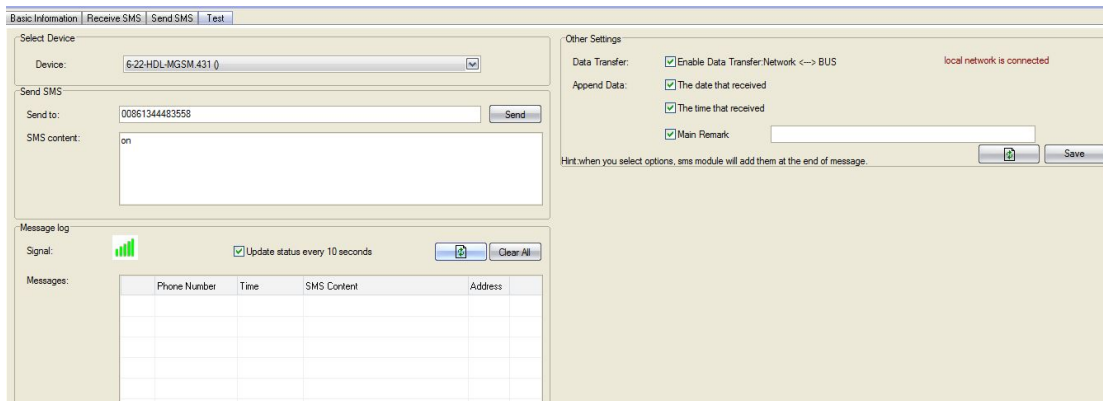 Basic Information Receive SMS Send SMS Test
Select Device
Device: 6-22-HDL-MGSM.431 ()
Send SMS
Send to: 00861344483558 Send
SMS content: on
Message log
Signal: Update status every 10 seconds Clear All
Messages: Phone Number Time SMS Content Address
Other Settings
Data Transfer: Enable Data Transfer:Network <---> BUS local network is connected
Append Data: The date that received
The time that received
Main Remark
Hint:when you select options, sms module will add them at the end of message. Save